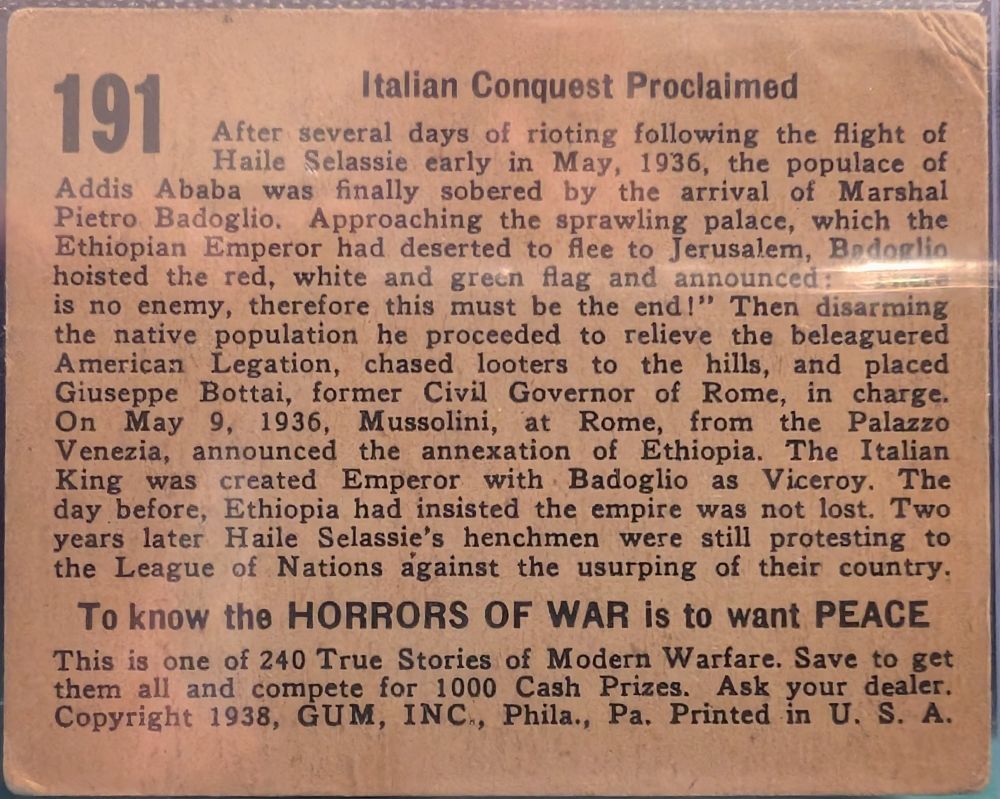 191
Italian Conquest Proclaimed
After several days of rioting following the flight of
Haile Selassie early in May, 1936, the populace of
Addis Ababa was finally sobered by the arrival of Marshal
Pietro Badoglio. Approaching the sprawling palace, which the
Ethiopian Emperor had deserted to flee to Jerusalem, Badoglio
hoisted the red, white and green flag and announced:
is no enemy, therefore this must be the end!" Then disarming
the native population he proceeded to relieve the beleaguered
American Legation, chased looters to the hills, and placed
Giuseppe Bottai, former Civil Governor of Rome, in charge.
On May 9, 1936, Mussolini, at Rome, from the Palazzo
Venezia, announced the annexation of Ethiopia. The Italian
King was created Emperor with Badoglio as Viceroy. The
day before, Ethiopia had insisted the empire was not lost. Two
years later Haile Selassie's henchmen were still protesting to
the League of Nations against the usurping of their country.
To know the HORRORS OF WAR is to want PEACE
This is one of 240 True Stories of Modern Warfare. Save to get
them all and compete for 1000 Cash Prizes. Ask your dealer.
Copyright 1938, GUM, INC., Phila., Pa. Printed in U. S. A.